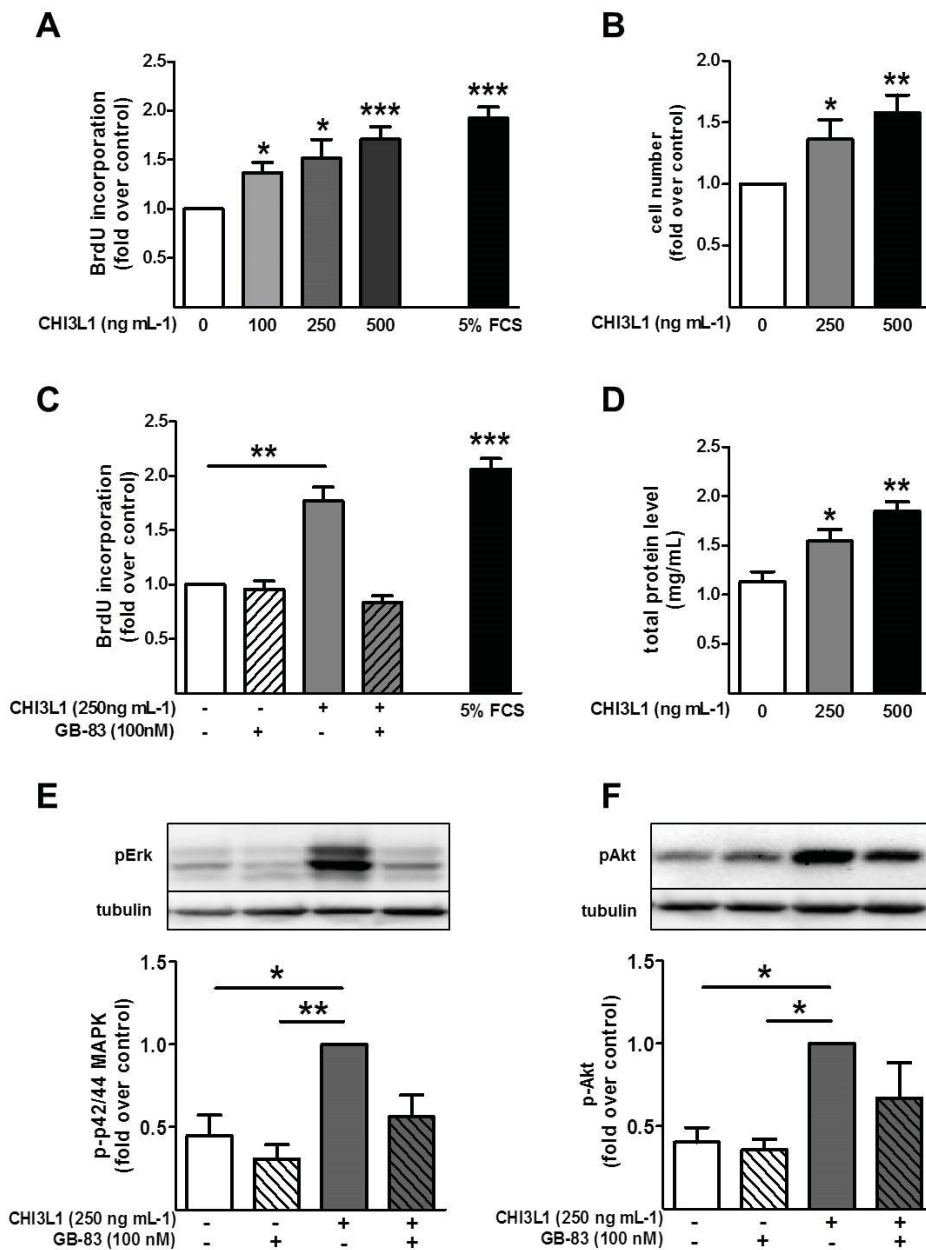 A
BrdU incorporation
(fold over control)
2.5
2.0
1.5
1.0
0.5
*
*
***
***
CHI3L1 (ng mL-1)
0 100 250 500 5% FCS
B
cell number
(fold over control)
2.0
1.5
1.0
0.5
*
**
CHI3L1 (ng mL-1)
0 250 500
C
BrdU incorporation
(fold over control)
2.5
2.0
1.5
1.0
0.5
**
***
CHI3L1 (250ng mL-1) - - + + 5% FCS
GB-83 (100nM) - + - +
D
total protein level
(mg/mL)
2.5
2.0
1.5
1.0
0.5
*
**
CHI3L1 (ng mL-1)
0 250 500
E
pErk
tubulin
p-p42/44 MAPK
(fold over control)
1.5
1.0
0.5
*
**
CHI3L1 (250 ng mL-1) - - + +
GB-83 (100 nM) - + - +
F
pAkt
tubulin
p-Akt
(fold over control)
1.5
1.0
0.5
*
*
CHI3L1 (250 ng mL-1) - - + +
GB-83 (100 nM) - + - +